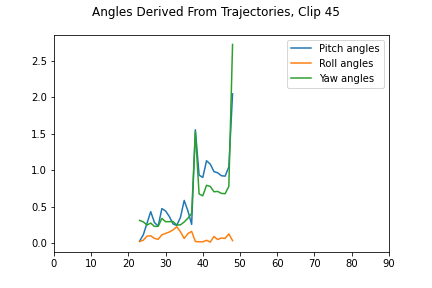 Angles Derived From Trajectories, Clip 45
Pitch angles
Roll angles
Yaw angles
2.5
2.0
1.5
1.0
0.5
0.0
0 10 20 30 40 50 60 70 80 90